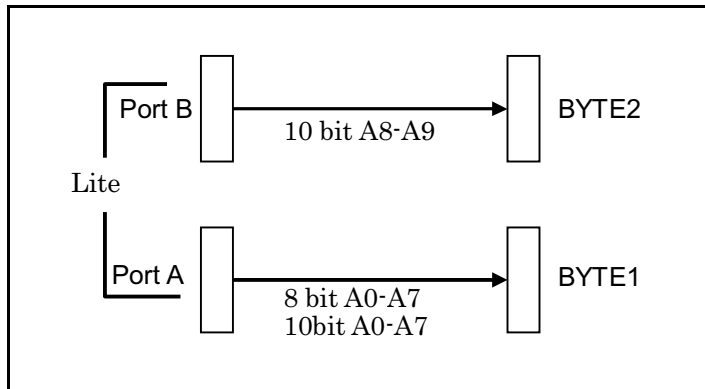 Port B
10 bit A8-A9
BYTE2
Lite
Port A
8 bit A0-A7
10bit A0-A7
BYTE1